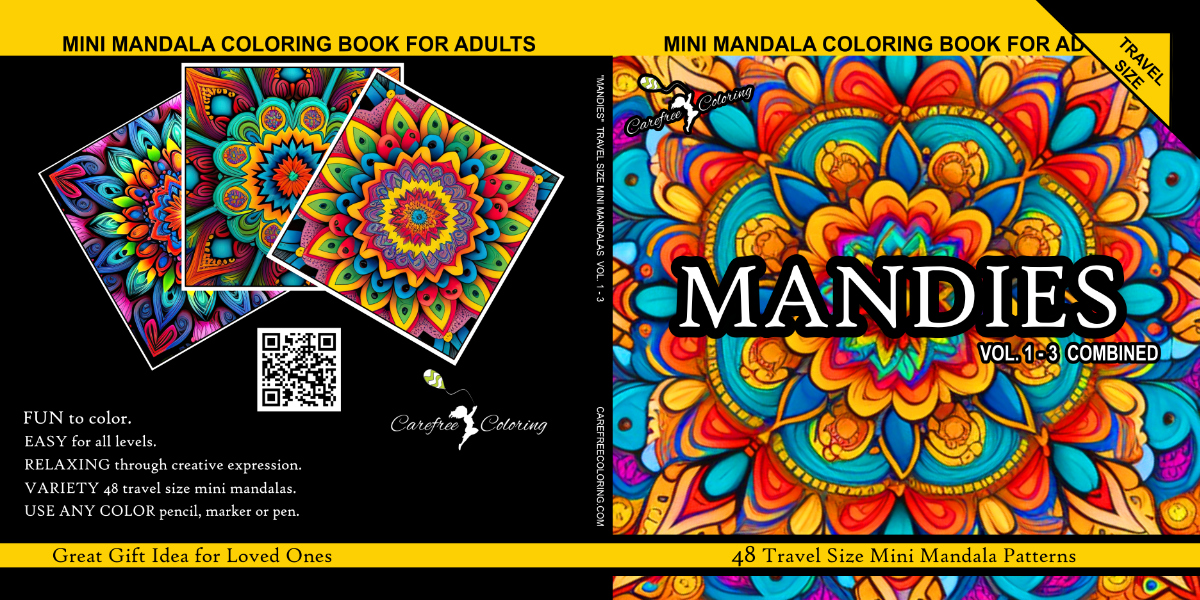 MINI MANDALA COLORING BOOK FOR ADULTS
Carefree Coloring
FUN to color.
EASY for all levels.
RELAXING through creative expression.
VARIETY 48 travel size mini mandalas.
USE ANY COLOR pencil, marker or pen.
Great Gift Idea for Loved Ones
"MANDIES" TRAVEL SIZE MINI MANDALAS VOL. 1 - 3
CAREFREECOLORING.COM
MINI MANDALA COLORING BOOK FOR AD
TRAVEL
SIZE
Carefree Coloring
MANDIES
VOL. 1 - 3 COMBINED
48 Travel Size Mini Mandala Patterns